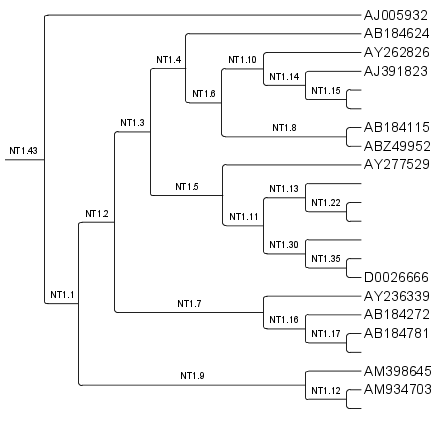 AJ005932
AB184624
AY262826
NT1.10
NT1.4
AJ391823
NT1.14
NT1.15
NT1.6
NT1.3
AB184115
NT1.8
ABZ49952
NT1.43
AY277529
NT1.13
NT1.5
NT1.22
NT1.2
NT1.11
NT1.30
NT1.35
D0026666
NT1.1
AY236339
NT1.7
AB184272
NT1.16
AB184781
NT1.17
AM398645
NT1.9
AM934703
NT1.12